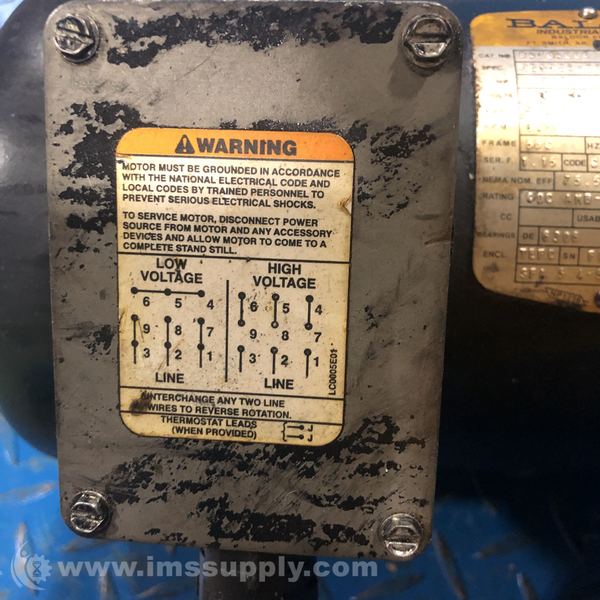 WARNING
MOTOR MUST BE GROUNDED IN ACCORDANCE
WITH THE NATIONAL ELECTRICAL CODE AND
LOCAL CODES BY TRAINED PERSONNEL TO
PREVENT SERIOUS ELECTRICAL SHOCKS.
TO SERVICE MOTOR, DISCONNECT POWER
SOURCE FROM MOTOR AND ANY ACCESSORY
DEVICES AND ALLOW MOTOR TO COME TO A
COMPLETE STAND STILL.
LOW
VOLTAGE
6 5 4
9 8 7
3 2 1
LINE
HIGH
VOLTAGE
6 5 4
9 8 7
3 2 1
LINE
LC0005E01
INTERCHANGE ANY TWO LINE
WIRES TO REVERSE ROTATION.
THERMOSTAT LEADS
(WHEN PROVIDED)
J
J
BAL
INDUSTRIA
FT. SMITH, AR
CAT. NO
SPEC.
FRAME HZ
SER. F. 1.15 CODE
NEMA NOM. EFF
RATING
CC USAB
BEARINGS DE
ENCL. SN
www.imssupply.com